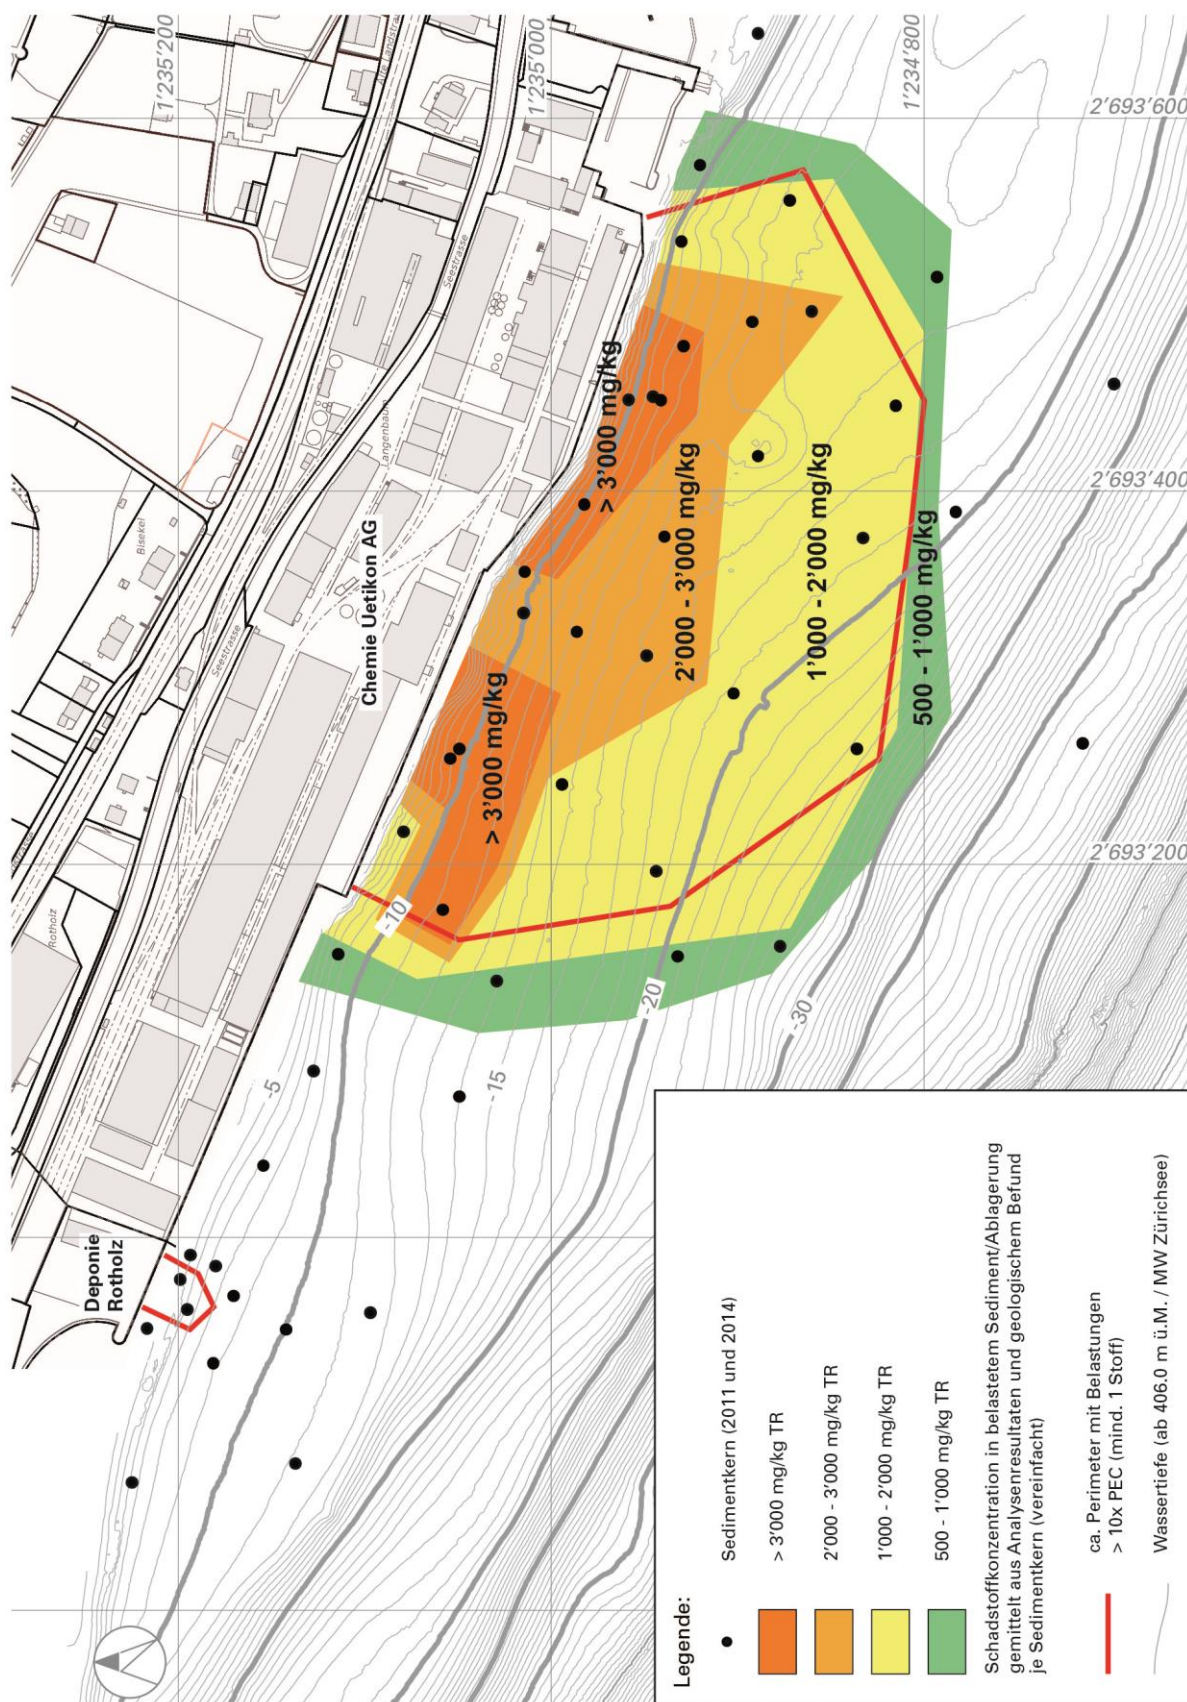 1'235'200
1'235'000
1'234'800
2'693'600
2'693'400
2'693'200
Alte Landstrasse
Seestrasse
Seestrasse
Langenbaum
Bisekel
Rotholz
strasse
Chemie Uetikon AG
Deponie
Rotholz
> 3'000 mg/kg
> 3'000 mg/kg
2'000 - 3'000 mg/kg
1'000 - 2'000 mg/kg
500 - 1'000 mg/kg
-5
-10
-15
-20
-30
Legende:
Sedimentkern (2011 und 2014)
> 3'000 mg/kg TR
2'000 - 3'000 mg/kg TR
1'000 - 2'000 mg/kg TR
500 - 1'000 mg/kg TR
Schadstoffkonzentration in belastetem Sediment/Ablagerung
gemittelt aus Analysenresultaten und geologischem Befund
je Sedimentkern (vereinfacht)
ca. Perimeter mit Belastungen
> 10x PEC (mind. 1 Stoff)
Wassertiefe (ab 406.0 m ü.M. / MW Zürichsee)